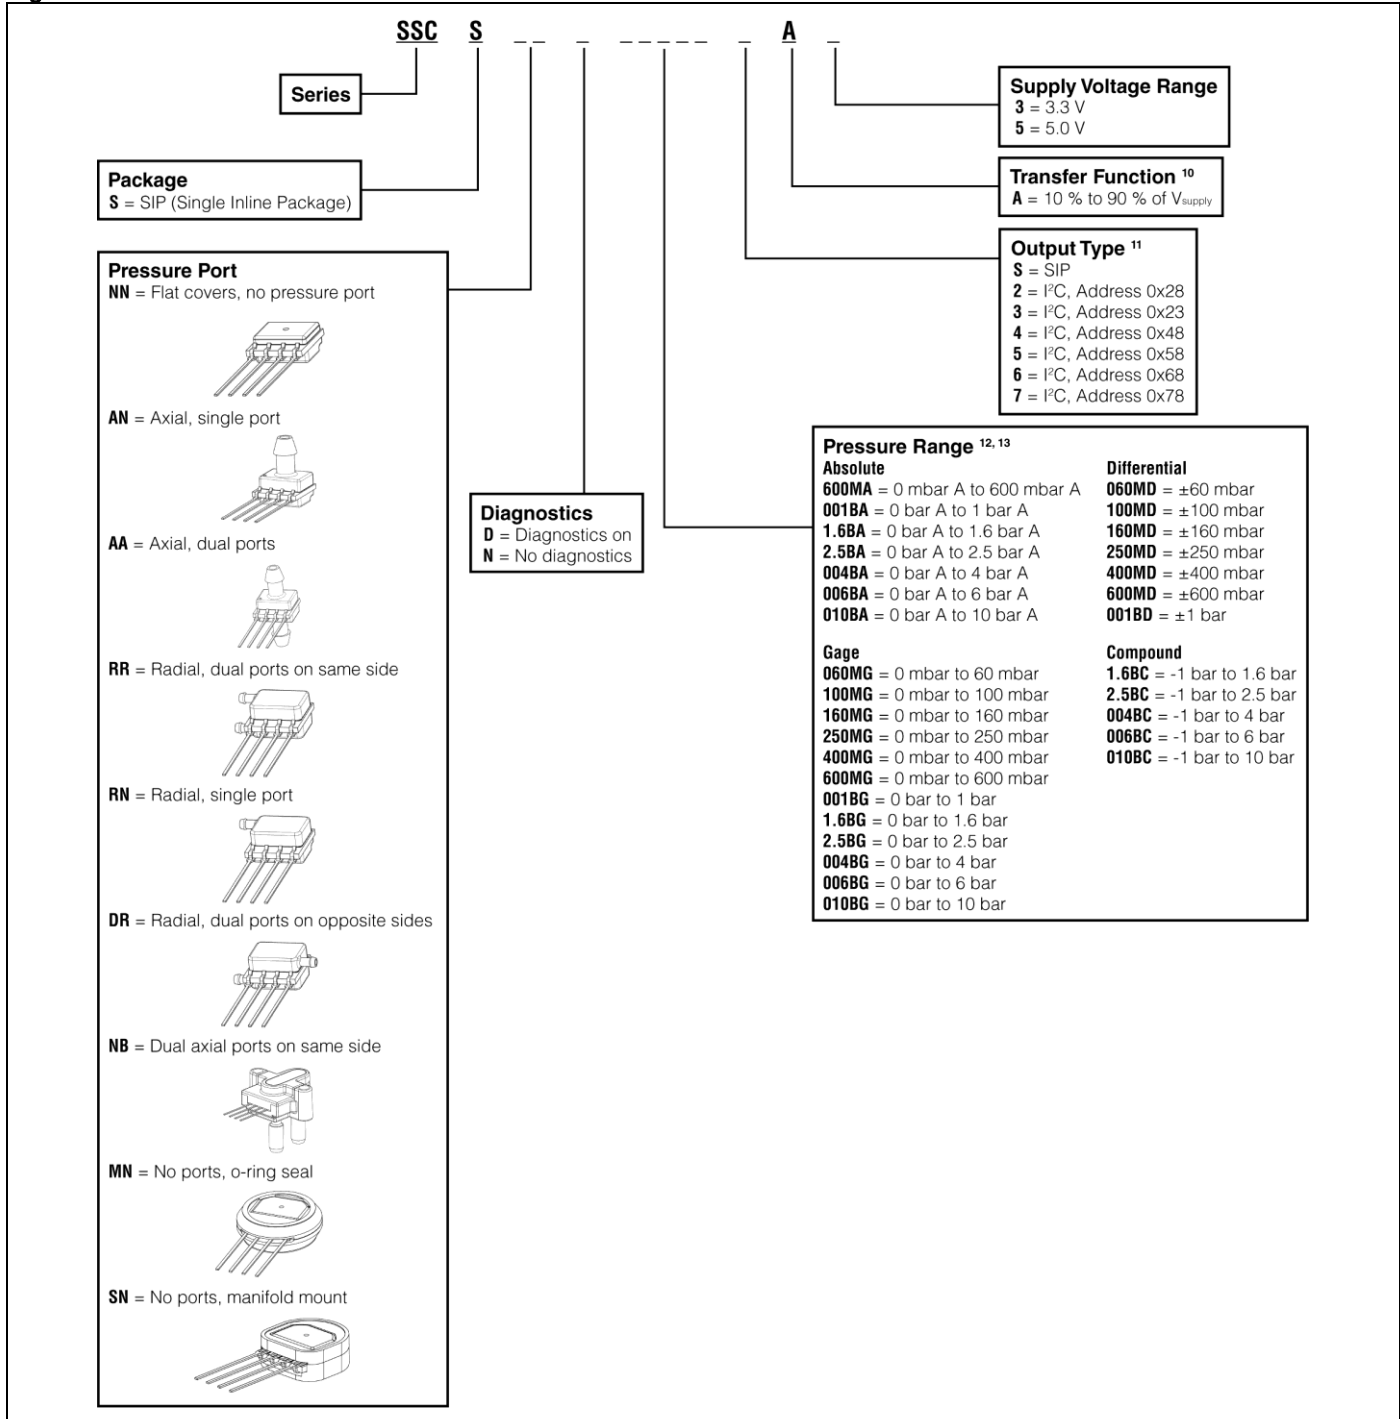 SSC S _ _ _ _ _ _ _ _ _ A _
Series
Supply Voltage Range
3 = 3.3 V
5 = 5.0 V
Package
S = SIP (Single Inline Package)
Transfer Function 10
A = 10 % to 90 % of Vsupply
Output Type 11
S = SIP
2 = I²C, Address 0x28
3 = I²C, Address 0x23
4 = I²C, Address 0x48
5 = I²C, Address 0x58
6 = I²C, Address 0x68
7 = I²C, Address 0x78
Pressure Port
NN = Flat covers, no pressure port
AN = Axial, single port
AA = Axial, dual ports
RR = Radial, dual ports on same side
RN = Radial, single port
DR = Radial, dual ports on opposite sides
NB = Dual axial ports on same side
MN = No ports, o-ring seal
SN = No ports, manifold mount
Diagnostics
D = Diagnostics on
N = No diagnostics
Pressure Range 12, 13
Absolute
600MA = 0 mbar A to 600 mbar A
001BA = 0 bar A to 1 bar A
1.6BA = 0 bar A to 1.6 bar A
2.5BA = 0 bar A to 2.5 bar A
004BA = 0 bar A to 4 bar A
006BA = 0 bar A to 6 bar A
010BA = 0 bar A to 10 bar A
Differential
060MD = ±60 mbar
100MD = ±100 mbar
160MD = ±160 mbar
250MD = ±250 mbar
400MD = ±400 mbar
600MD = ±600 mbar
001BD = ±1 bar
Gage
060MG = 0 mbar to 60 mbar
100MG = 0 mbar to 100 mbar
160MG = 0 mbar to 160 mbar
250MG = 0 mbar to 250 mbar
400MG = 0 mbar to 400 mbar
600MG = 0 mbar to 600 mbar
001BG = 0 bar to 1 bar
1.6BG = 0 bar to 1.6 bar
2.5BG = 0 bar to 2.5 bar
004BG = 0 bar to 4 bar
006BG = 0 bar to 6 bar
010BG = 0 bar to 10 bar
Compound
1.6BC = -1 bar to 1.6 bar
2.5BC = -1 bar to 2.5 bar
004BC = -1 bar to 4 bar
006BC = -1 bar to 6 bar
010BC = -1 bar to 10 bar